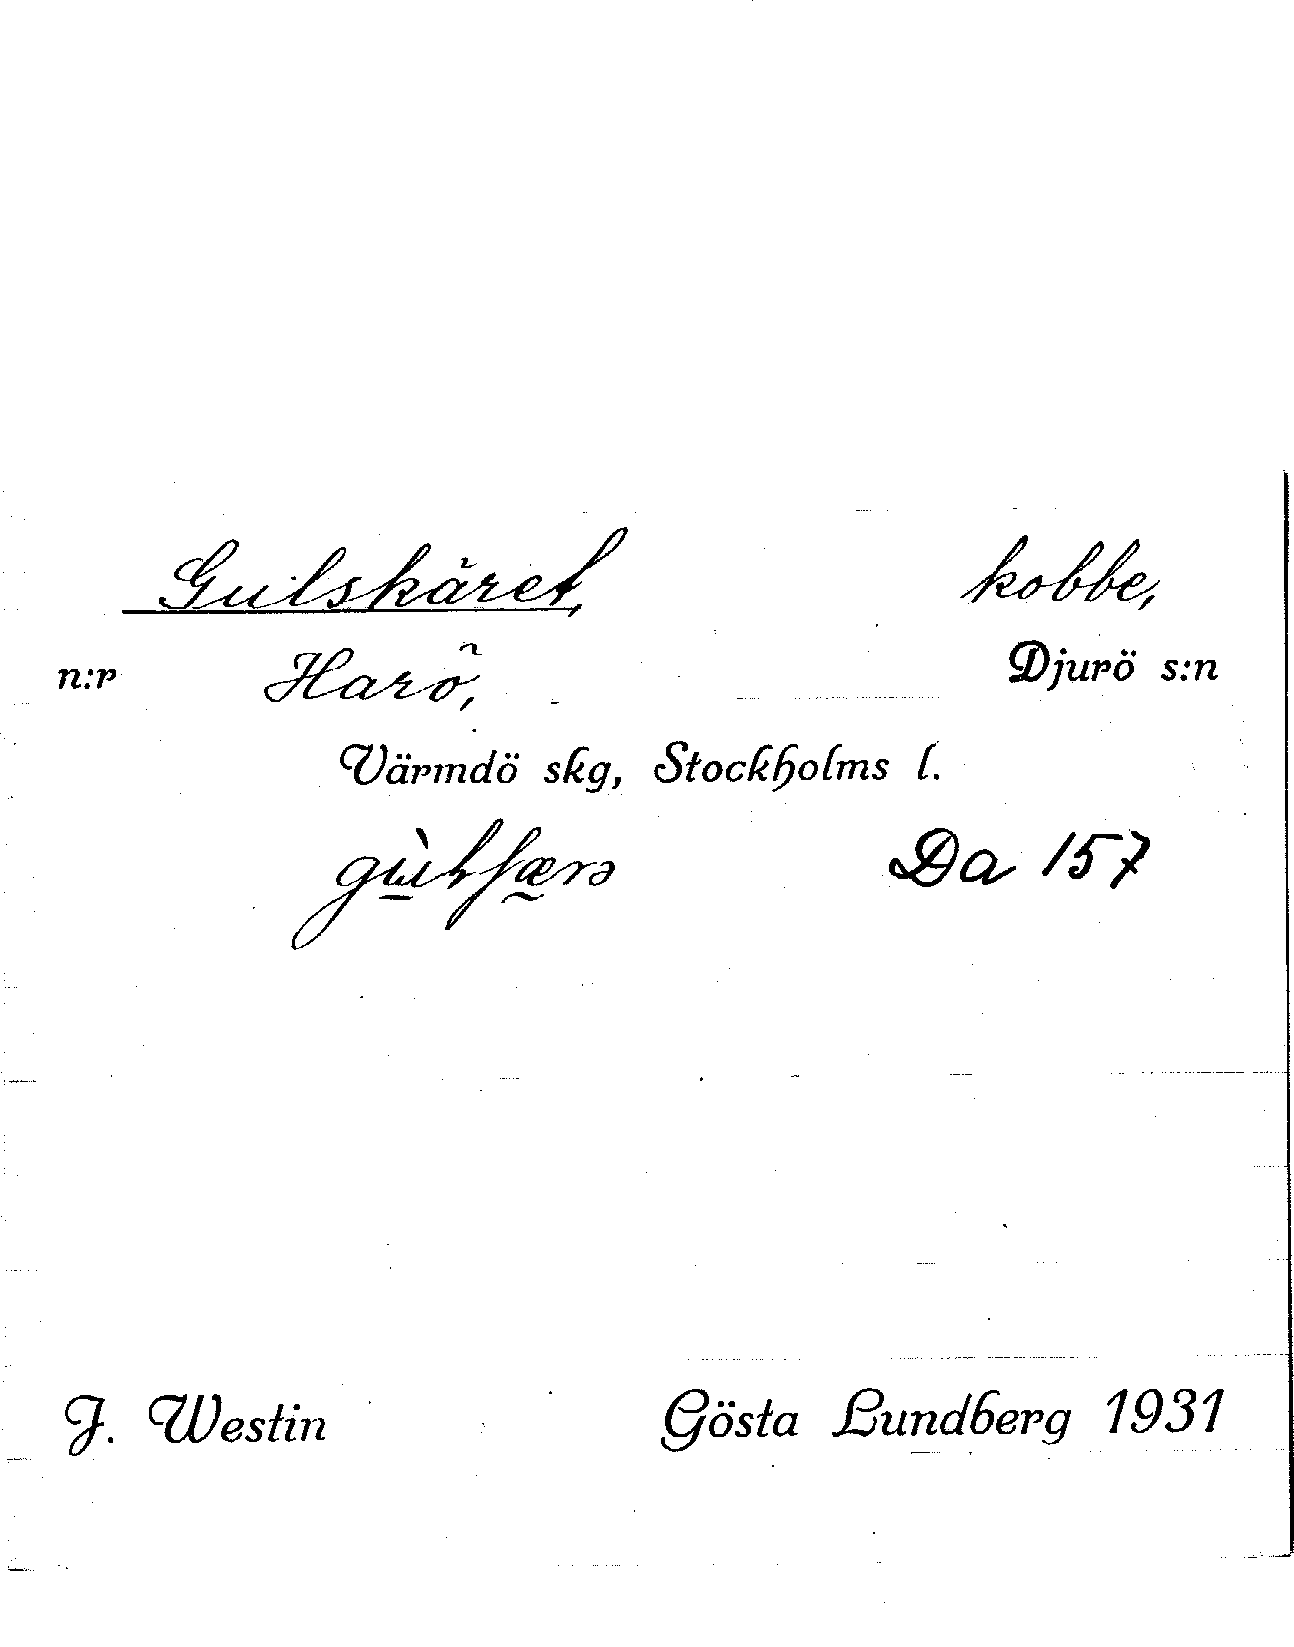 Gulskäret, kobbe,
n:r Harö, Djurö s:n
Värmdö skg, Stockholms l.
Da 157
J. Westin Gösta Lundberg 1931